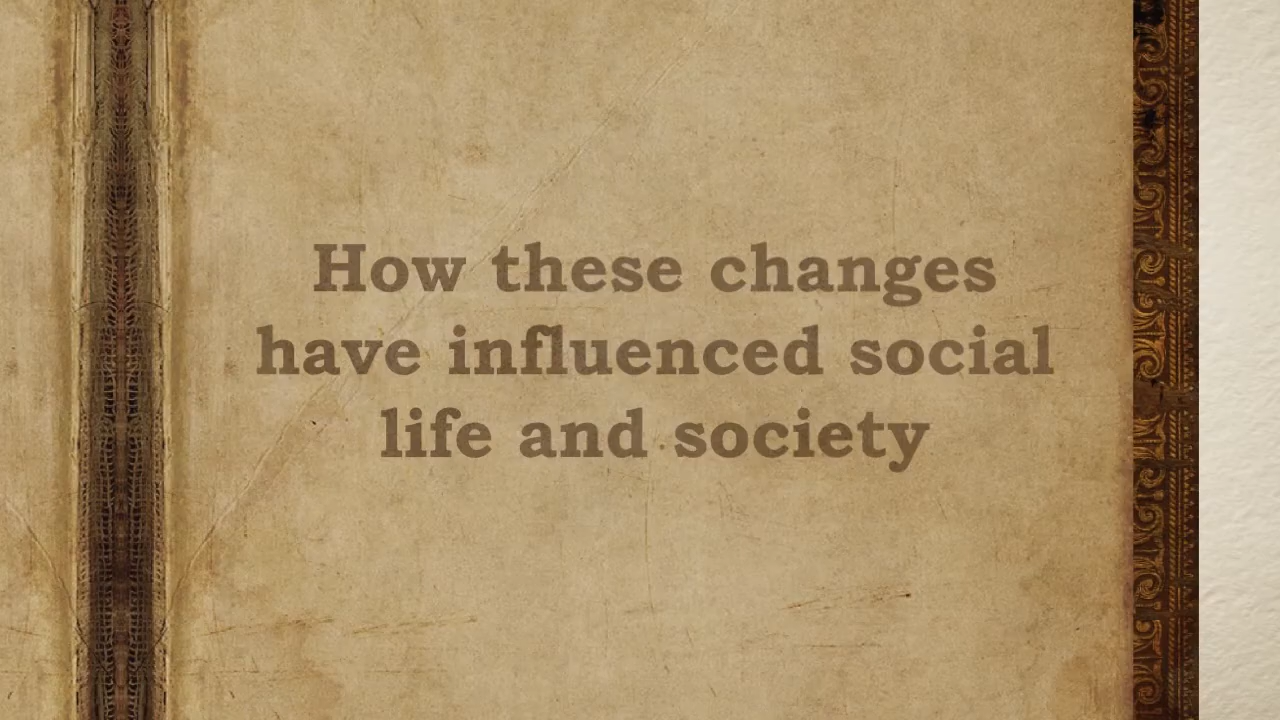 How these changes
have influenced social
life and society